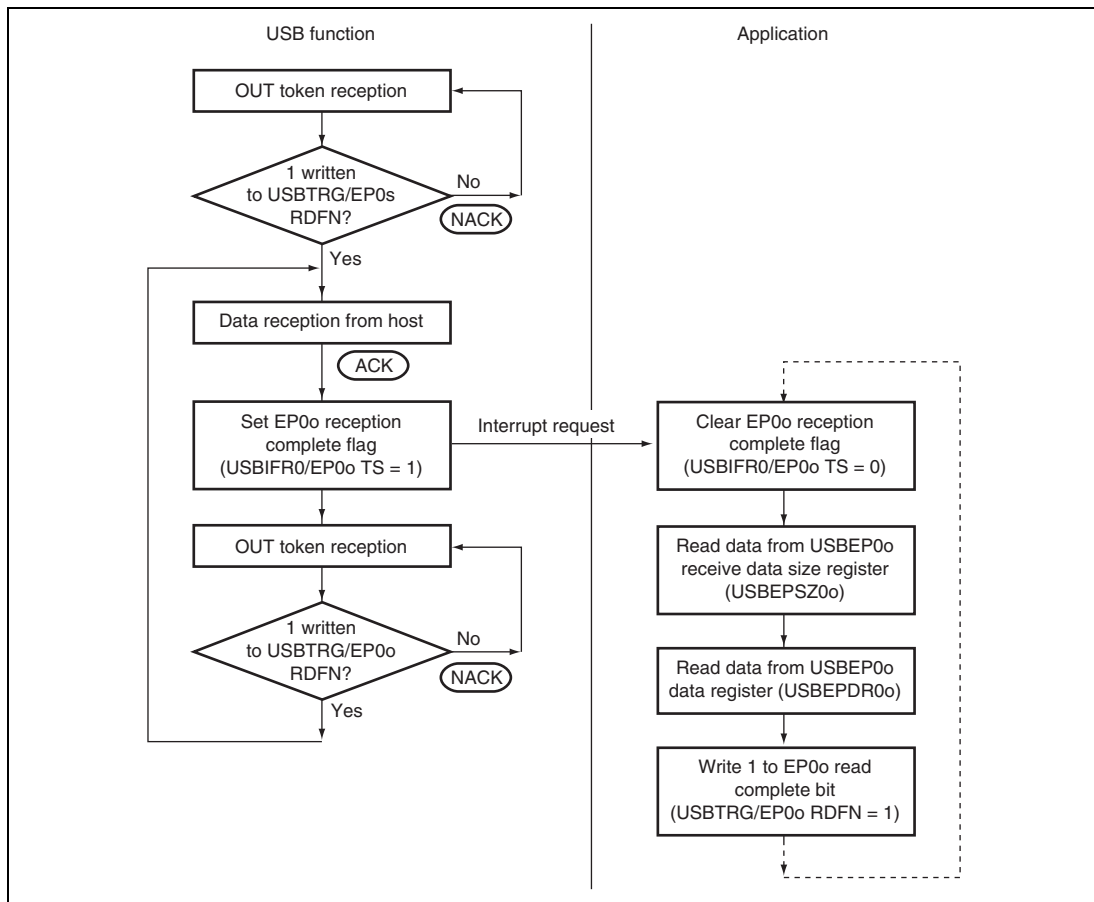 USB function
Application
OUT token reception
1 written
to USBTRG/EP0s
RDFN?
No
NACK
Yes
Data reception from host
ACK
Set EP0o reception
complete flag
(USBIFR0/EP0o TS = 1)
Interrupt request
Clear EP0o reception
complete flag
(USBIFR0/EP0o TS = 0)
OUT token reception
Read data from USBEP0o
receive data size register
(USBEPSZ0o)
1 written
to USBTRG/EP0o
RDFN?
No
NACK
Yes
Read data from USBEP0o
data register (USBEPDR0o)
Write 1 to EP0o read
complete bit
(USBTRG/EP0o RDFN = 1)